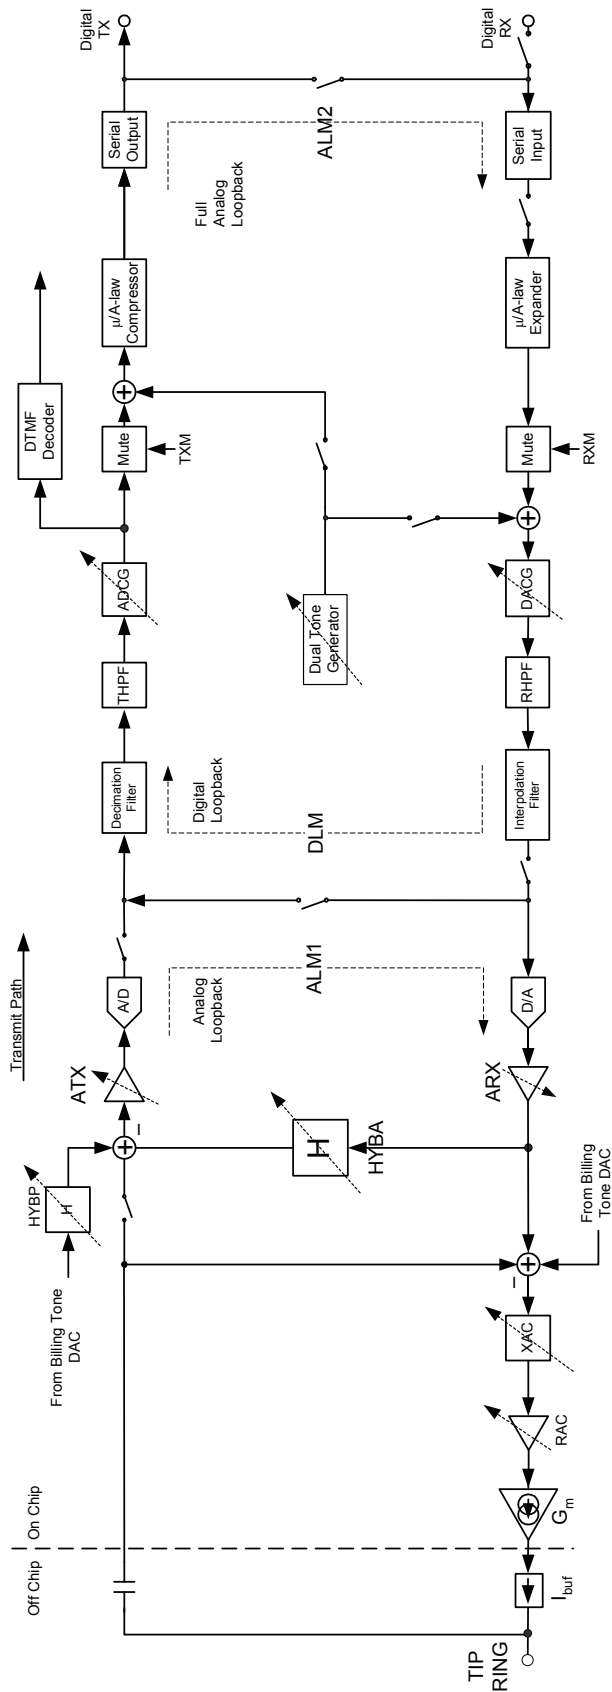 Off Chip
On Chip
Transmit Path
From Billing Tone
DAC
HYBP
H
ATX
A/D
Decimation
Filter
THPF
ADCG
DTMF
Decoder
Mute
TXM
+
μ/A-law
Compressor
Serial
Output
Digital
TX
+
–
H
HYBA
Analog
Loopback
ALM1
Digital
Loopback
DLM
Dual Tone
Generator
Full
Analog
Loopback
ALM2
TIP
RING
Ibuf
Gm
RAC
XAC
–
+
From Billing
Tone DAC
ARX
D/A
Interpolation
Filter
RHPF
DACG
+
Mute
RXM
μ/A-law
Expander
Serial
Input
Digital
RX